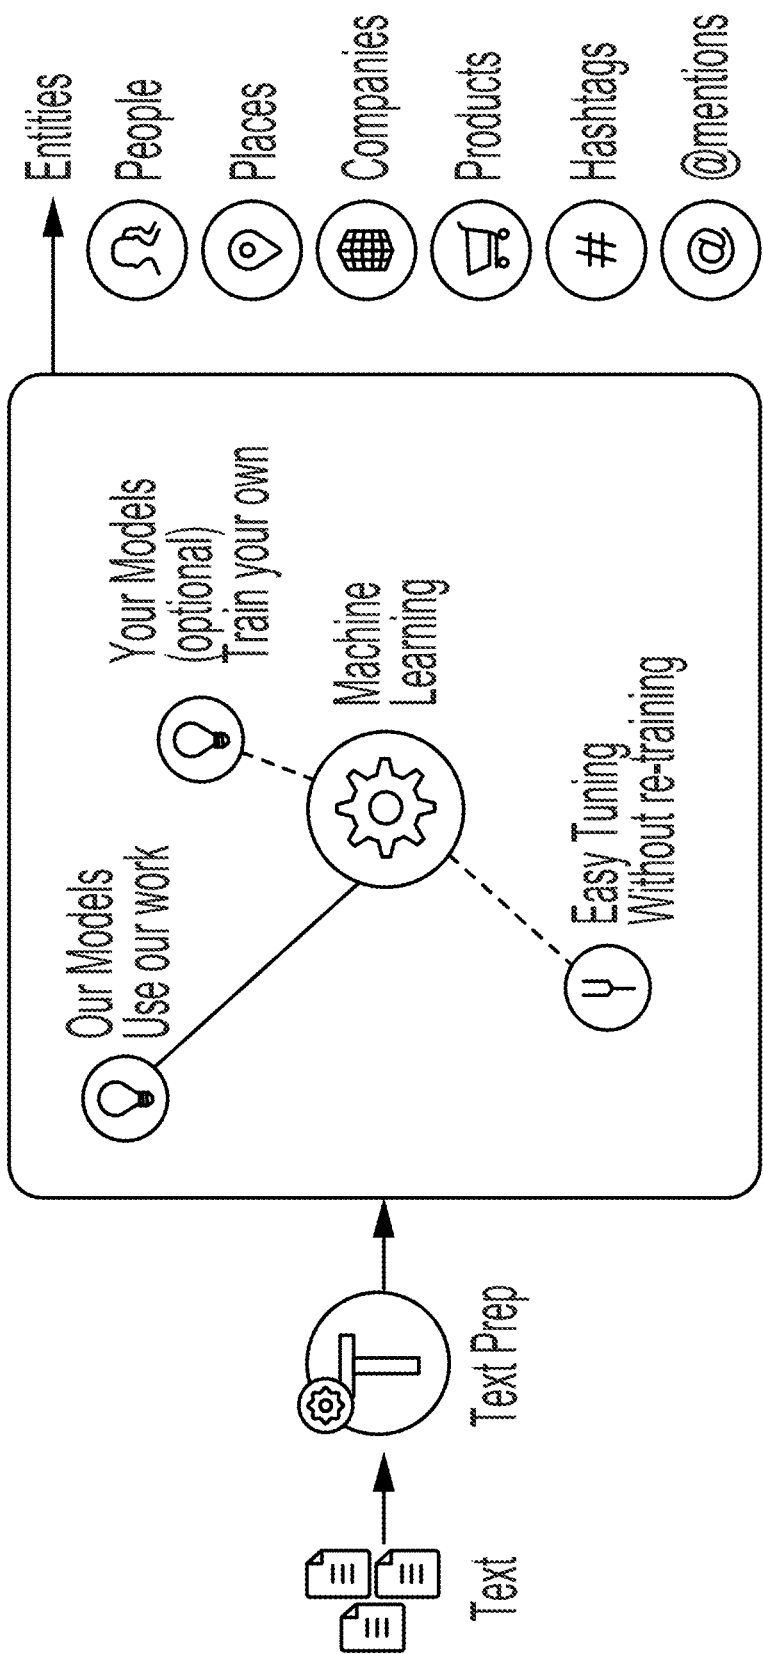 Text
Text Prep
Our Models
Use our work
Your Models
(optional)
Train your own
Machine
Learning
Easy Tuning
Without re-training
Entities
People
Places
Companies
Products
#
Hashtags
@
@mentions